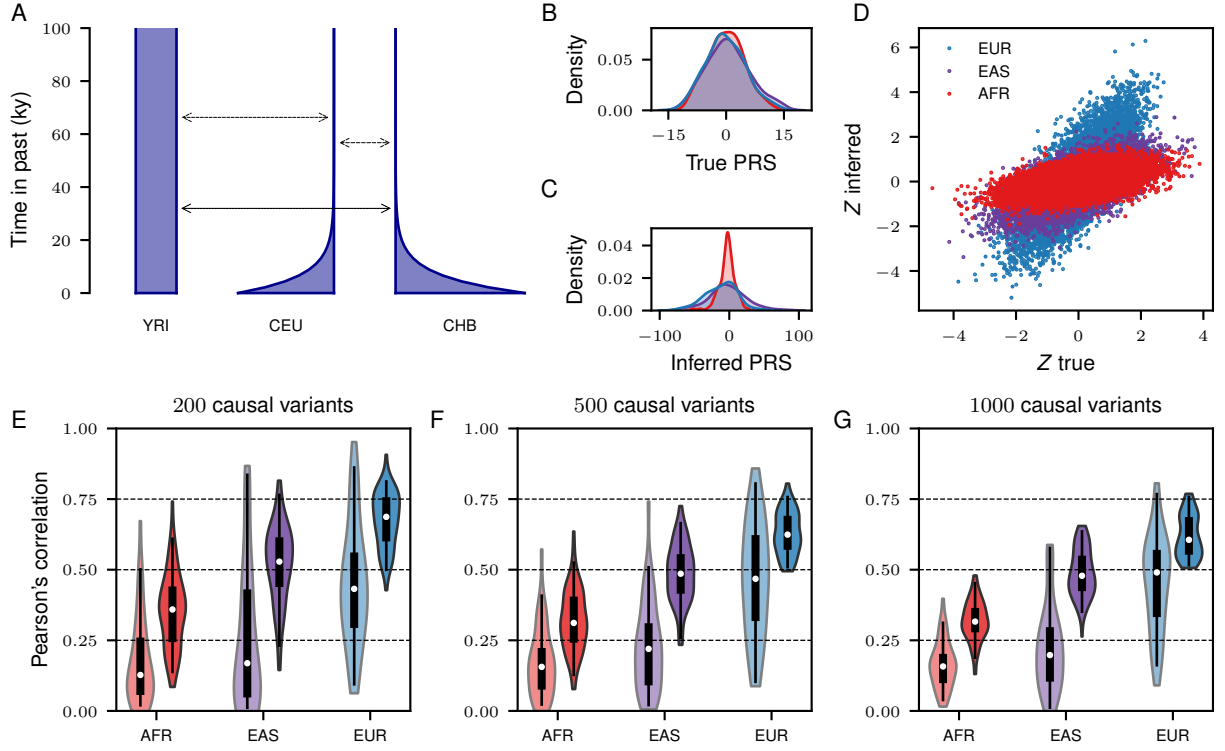 A
Time in past (ky)
100
80
60
40
20
0
YRI
CEU
CHB
B
Density
0.05
0.00
−15
0
15
True PRS
C
Density
0.04
0.02
0.00
−100
0
100
Inferred PRS
D
EUR
EAS
AFR
Z inferred
6
4
2
0
−2
−4
−4
−2
0
2
4
Z true
E
200 causal variants
Pearson's correlation
1.00
0.75
0.50
0.25
0.00
AFR
EAS
EUR
F
500 causal variants
1.00
0.75
0.50
0.25
0.00
AFR
EAS
EUR
G
1000 causal variants
1.00
0.75
0.50
0.25
0.00
AFR
EAS
EUR